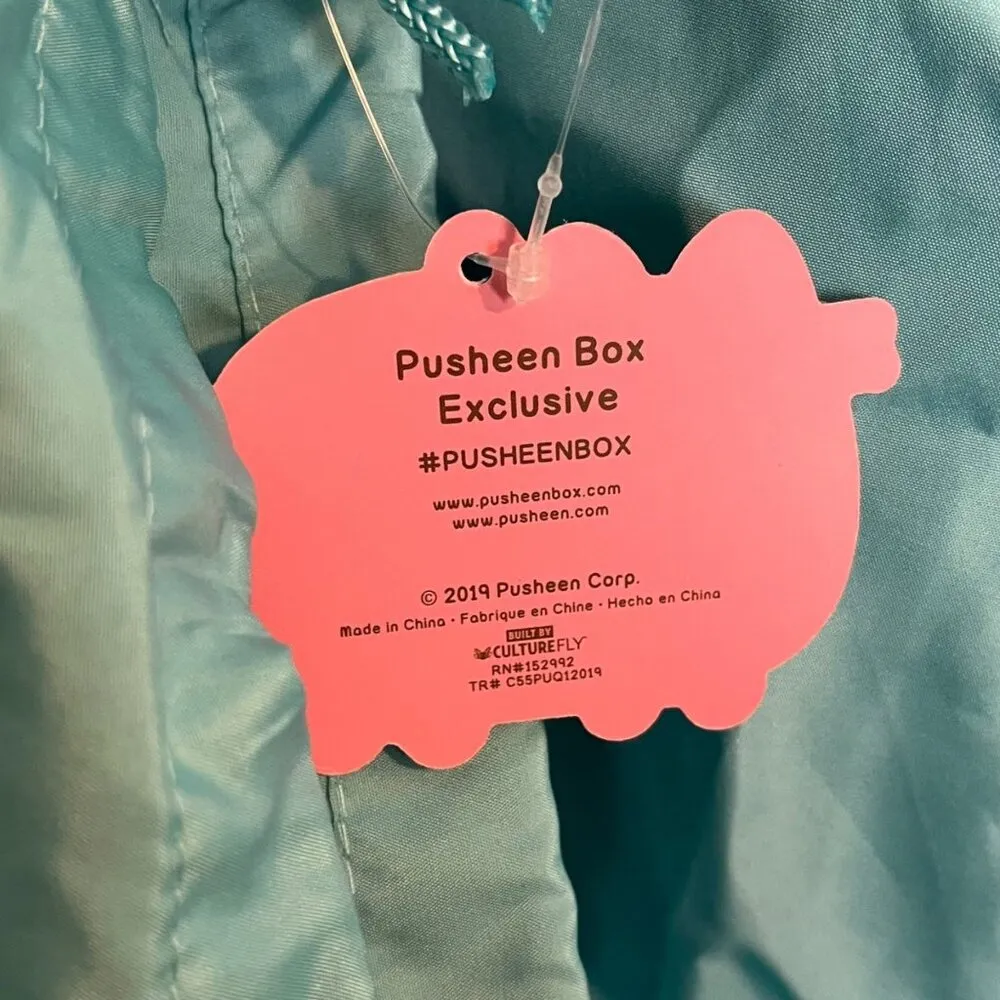 Pusheen Box
Exclusive
#PUSHEENBOX
www.pusheenbox.com
www.pusheen.com
© 2019 Pusheen Corp.
Made in China · Fabrique en Chine · Hecho en China
BUILT BY
CULTUREFLY
RN#152992
TR# C55PUQ12019